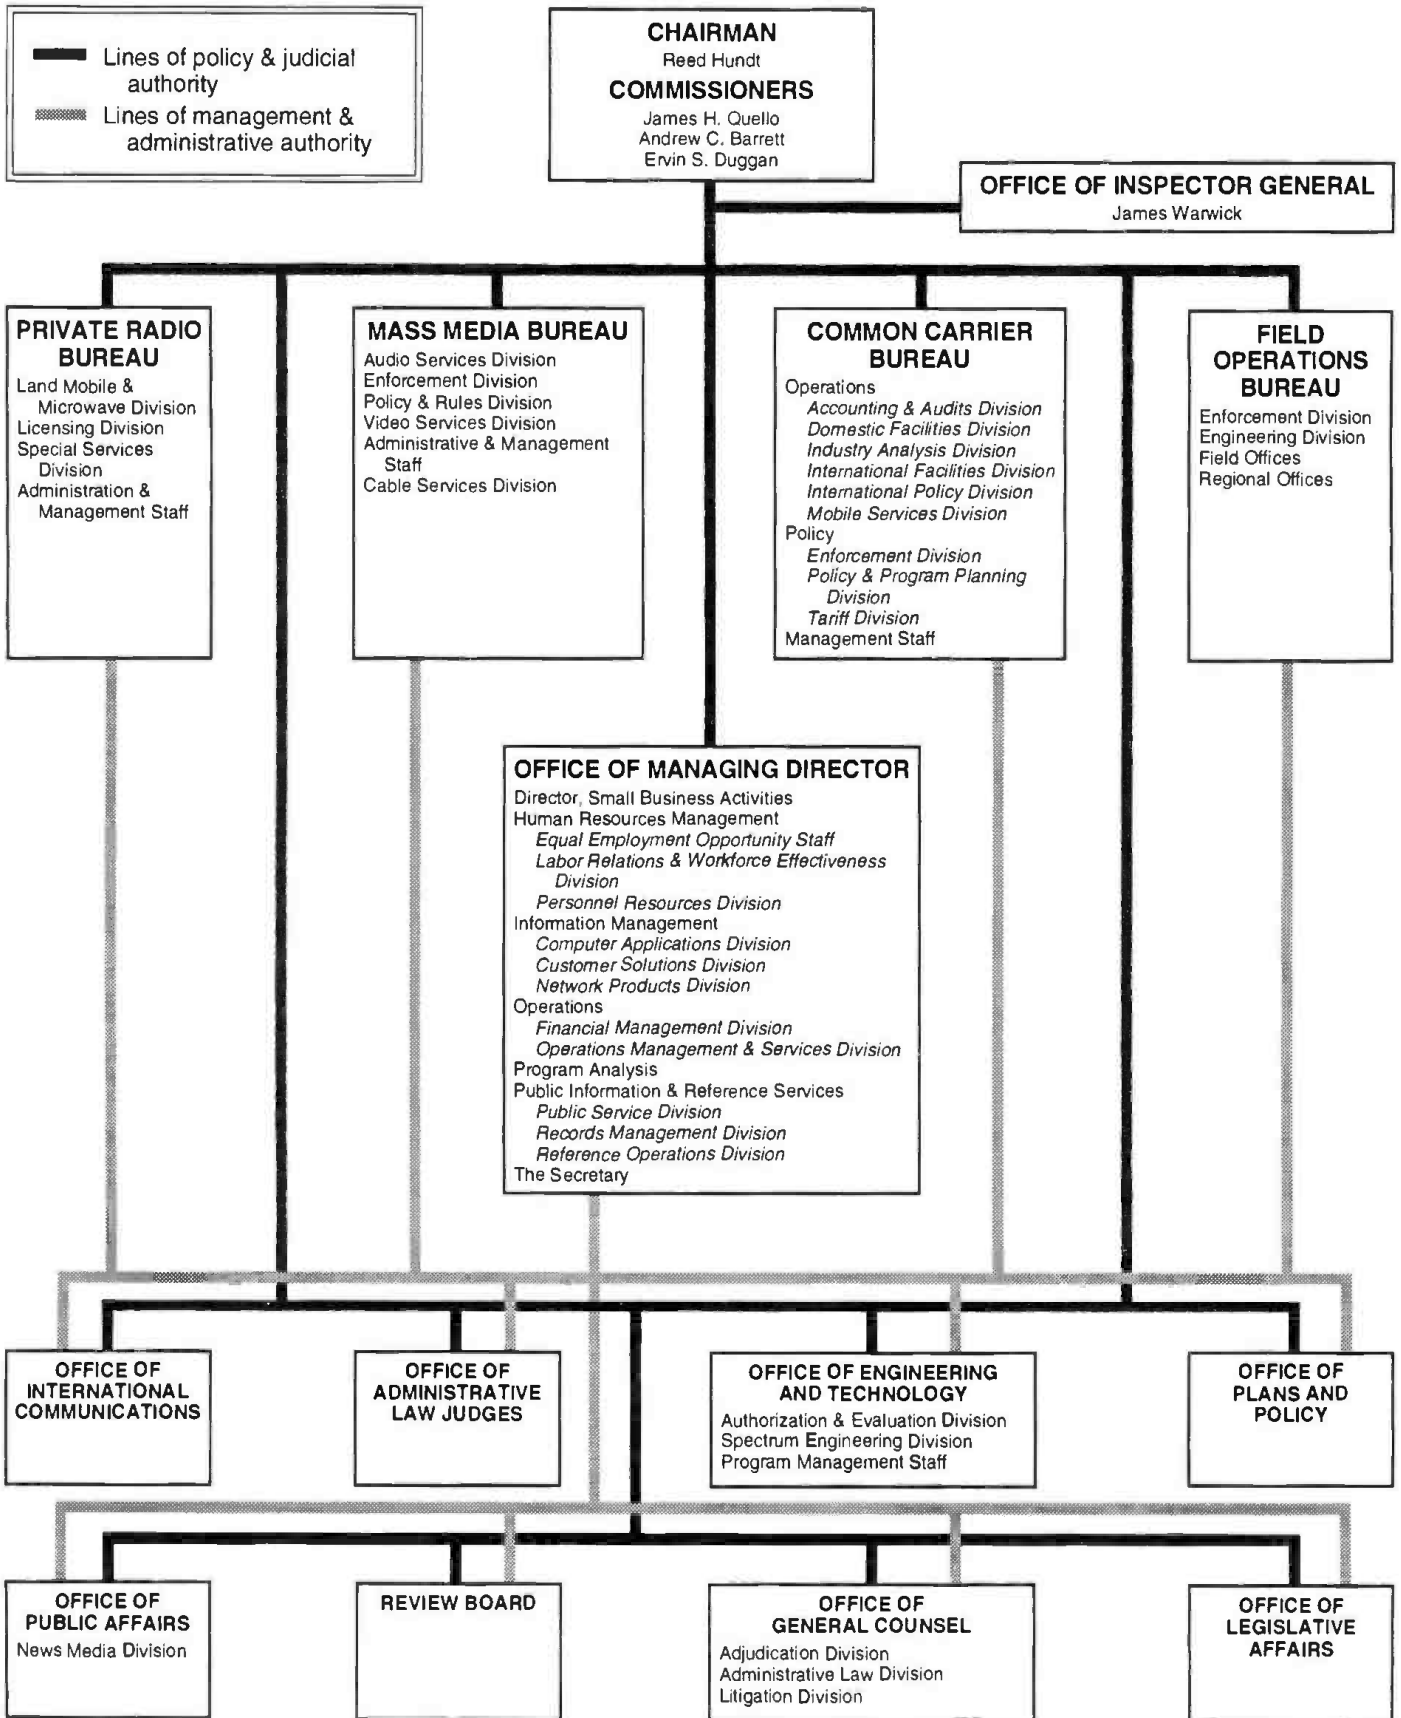 Lines of policy & judicial
authority
Lines of management &
administrative authority
CHAIRMAN
Reed Hundt
COMMISSIONERS
James H. Quello
Andrew C. Barrett
Ervin S. Duggan
OFFICE OF INSPECTOR GENERAL
James Warwick
PRIVATE RADIO
BUREAU
Land Mobile &
Microwave Division
Licensing Division
Special Services
Division
Administration &
Management Staff
MASS MEDIA BUREAU
Audio Services Division
Enforcement Division
Policy & Rules Division
Video Services Division
Administrative & Management
Staff
Cable Services Division
COMMON CARRIER
BUREAU
Operations
Accounting & Audits Division
Domestic Facilities Division
Industry Analysis Division
International Facilities Division
International Policy Division
Mobile Services Division
Policy
Enforcement Division
Policy & Program Planning
Division
Tariff Division
Management Staff
FIELD
OPERATIONS
BUREAU
Enforcement Division
Engineering Division
Field Offices
Regional Offices
OFFICE OF MANAGING DIRECTOR
Director, Small Business Activities
Human Resources Management
Equal Employment Opportunity Staff
Labor Relations & Workforce Effectiveness
Division
Personnel Resources Division
Information Management
Computer Applications Division
Customer Solutions Division
Network Products Division
Operations
Financial Management Division
Operations Management & Services Division
Program Analysis
Public Information & Reference Services
Public Service Division
Records Management Division
Reference Operations Division
The Secretary
OFFICE OF
INTERNATIONAL
COMMUNICATIONS
OFFICE OF
ADMINISTRATIVE
LAW JUDGES
OFFICE OF ENGINEERING
AND TECHNOLOGY
Authorization & Evaluation Division
Spectrum Engineering Division
Program Management Staff
OFFICE OF
PLANS AND
POLICY
OFFICE OF
PUBLIC AFFAIRS
News Media Division
REVIEW BOARD
OFFICE OF
GENERAL COUNSEL
Adjudication Division
Administrative Law Division
Litigation Division
OFFICE OF
LEGISLATIVE
AFFAIRS